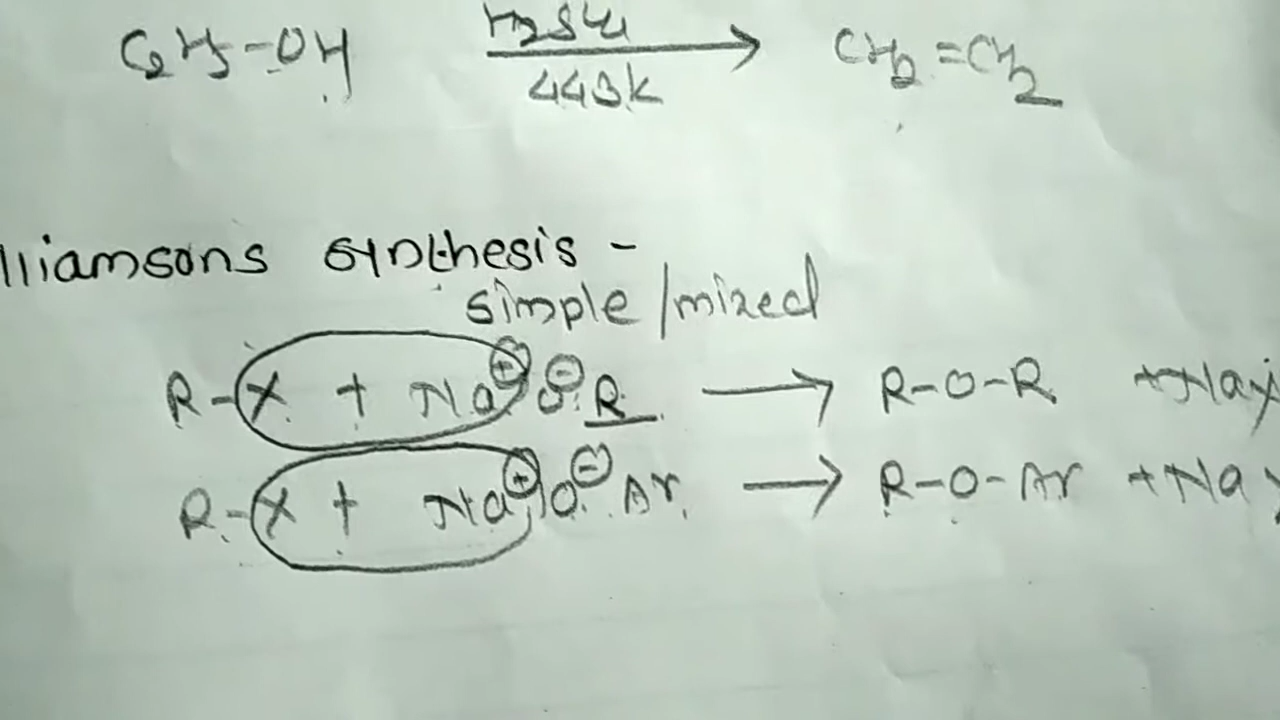 C2H5-OH H2SO4 CH2=CH2
443K
lliamsons synthesis -
simple/mixed
R-X + Na⊕O⊖R → R-O-R +NaX
R-X + Na⊕O⊖Ar → R-O-Ar +Na